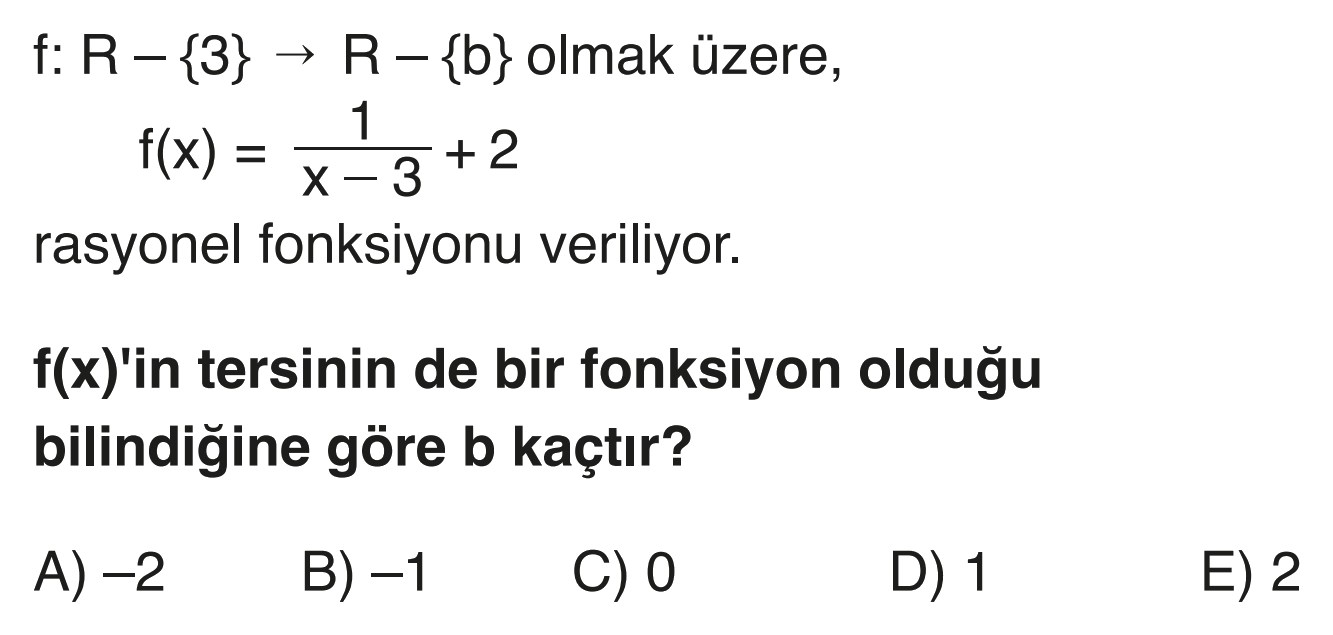 f: R – {3} → R – {b} olmak üzere,
f(x) = 1/(x – 3) + 2
rasyonel fonksiyonu veriliyor.
f(x)'in tersinin de bir fonksiyon olduğu
bilindiğine göre b kaçtır?
A) –2 B) –1 C) 0 D) 1 E) 2